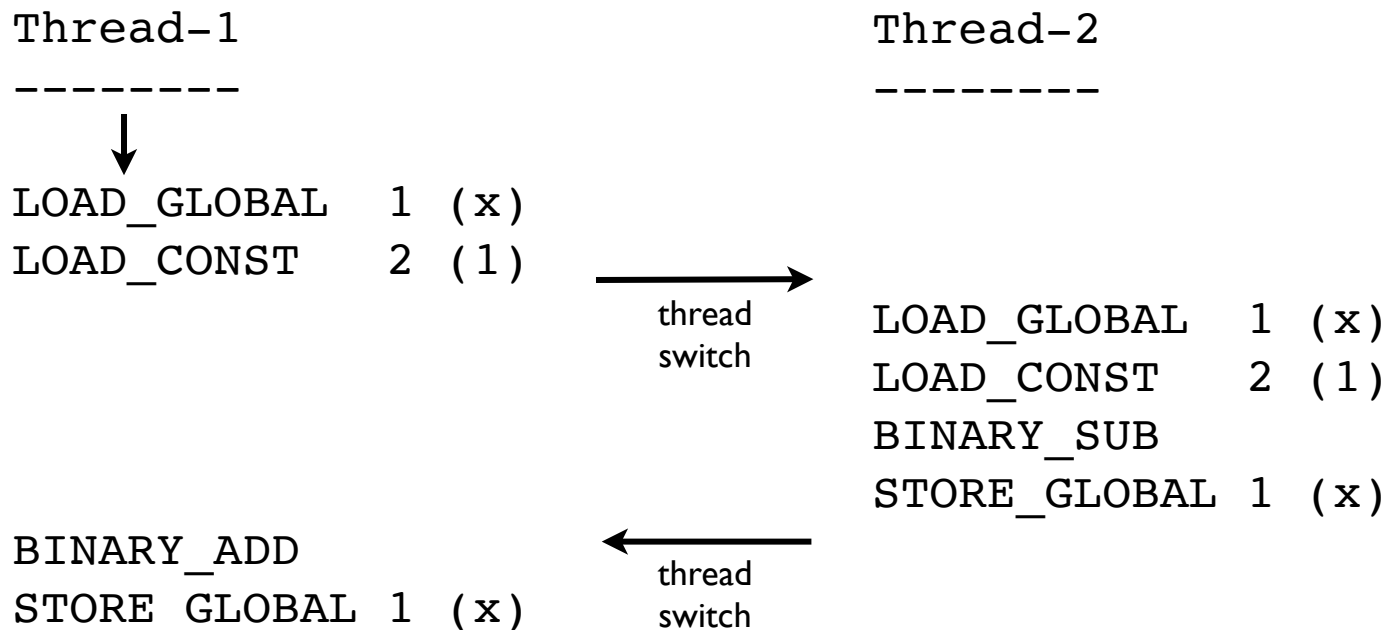 Thread-1
--------
LOAD_GLOBAL 1 (x)
LOAD_CONST 2 (1)
thread
switch
Thread-2
--------
LOAD_GLOBAL 1 (x)
LOAD_CONST 2 (1)
BINARY_SUB
STORE_GLOBAL 1 (x)
thread
switch
BINARY_ADD
STORE GLOBAL 1 (x)